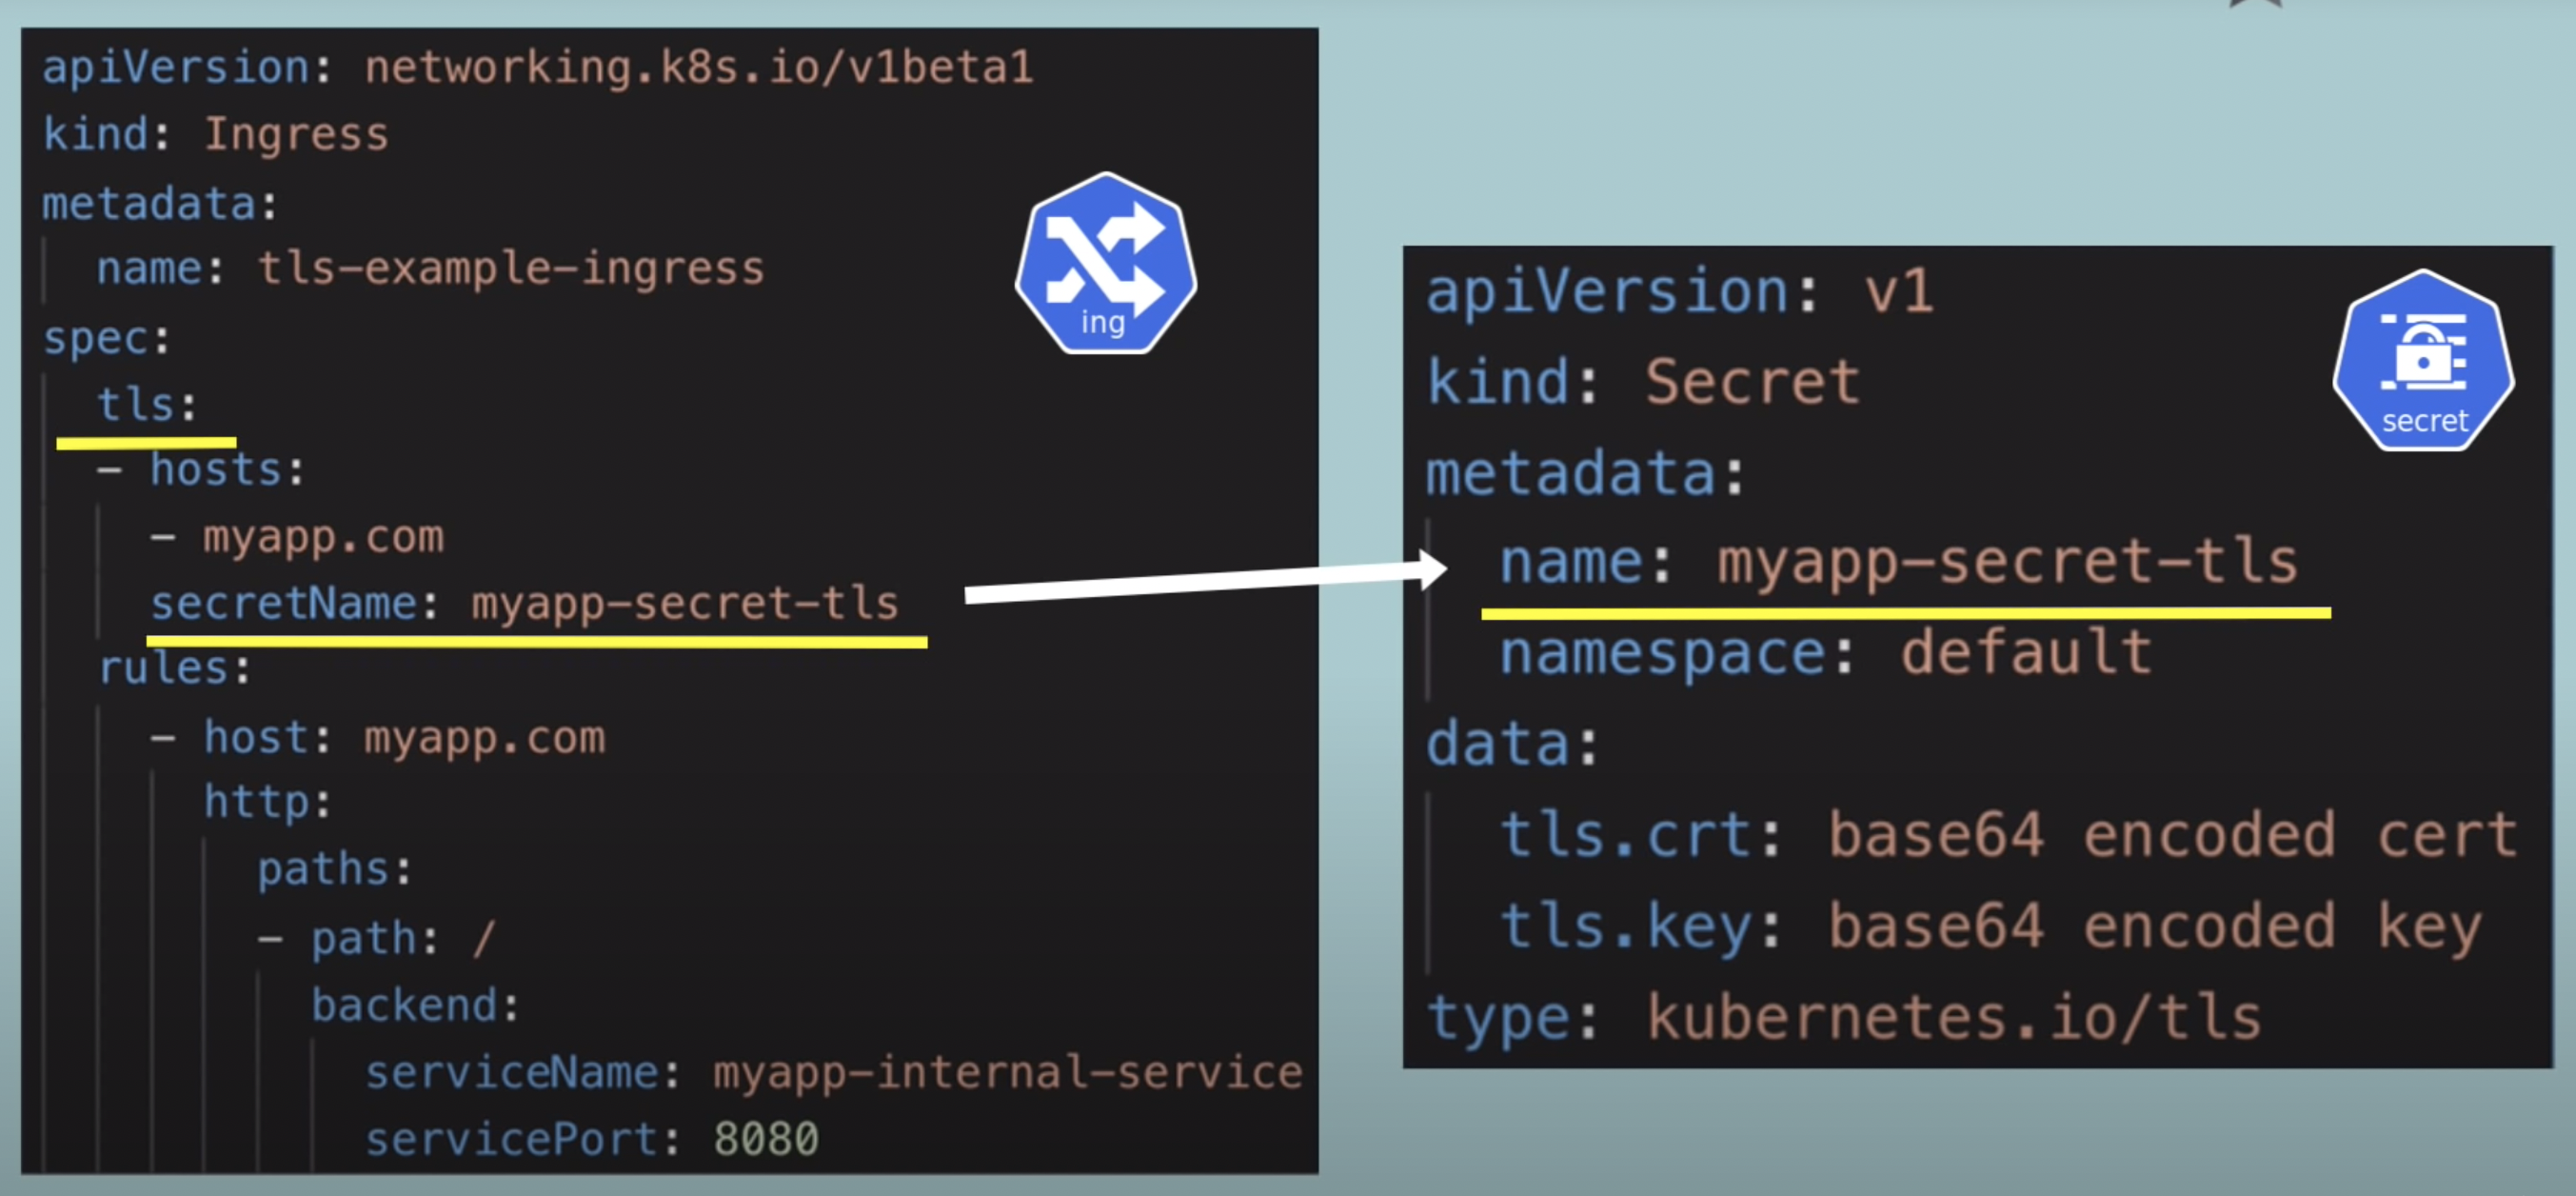 apiVersion: networking.k8s.io/v1beta1
kind: Ingress
metadata:
  name: tls-example-ingress
spec:
  tls:
  - hosts:
    - myapp.com
    secretName: myapp-secret-tls
  rules:
    - host: myapp.com
      http:
        paths:
        - path: /
          backend:
            serviceName: myapp-internal-service
            servicePort: 8080
ing
apiVersion: v1
kind: Secret
metadata:
  name: myapp-secret-tls
  namespace: default
data:
  tls.crt: base64 encoded cert
  tls.key: base64 encoded key
type: kubernetes.io/tls
secret